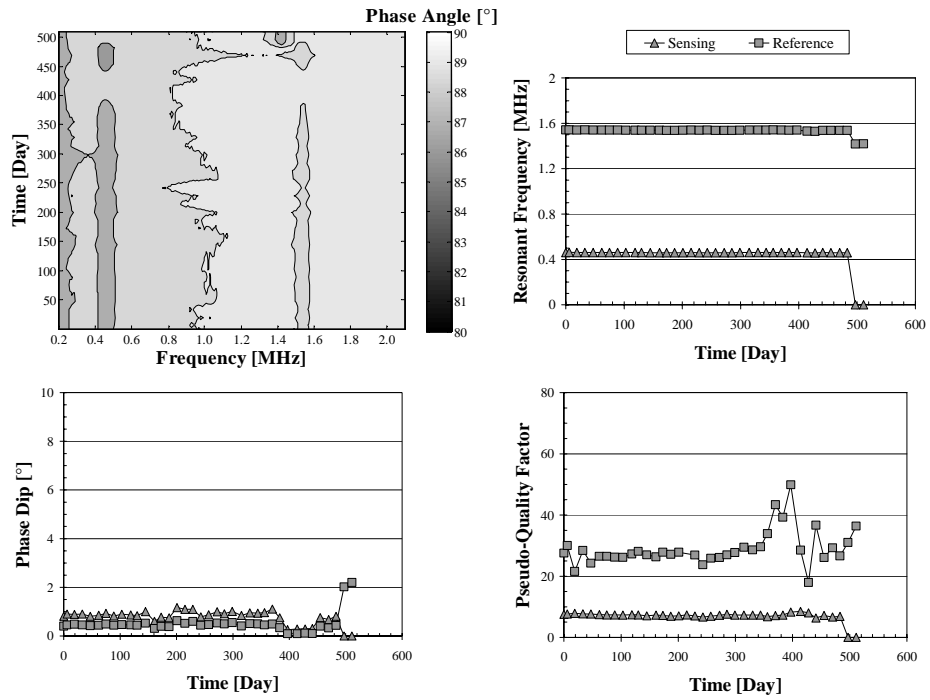 Phase Angle [°]
500
450
400
350
300
250
200
150
100
50
Time [Day]
0.2 0.4 0.6 0.8 1.0 1.2 1.4 1.6 1.8 2.0
Frequency [MHz]
90
89
88
87
86
85
84
83
82
81
80
Sensing Reference
2
1.6
1.2
0.8
0.4
0
Resonant Frequency [MHz]
0 100 200 300 400 500 600
Time [Day]
10
8
6
4
2
0
Phase Dip [°]
0 100 200 300 400 500 600
Time [Day]
80
60
40
20
0
Pseudo-Quality Factor
0 100 200 300 400 500 600
Time [Day]